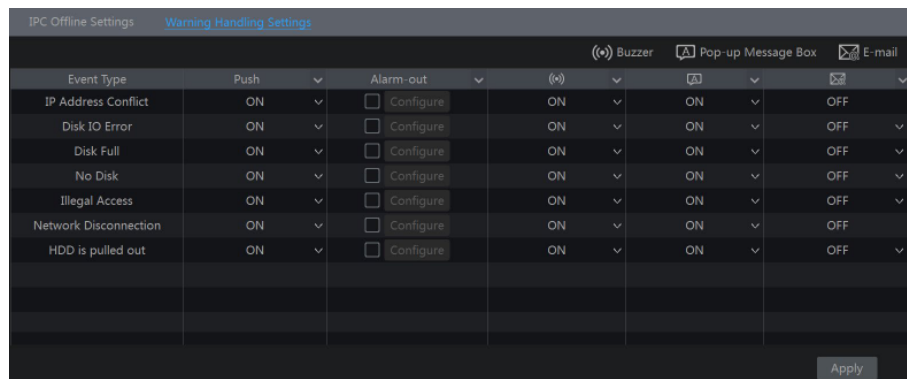 IPC Offline Settings Warning Handling Settings
Buzzer Pop-up Message Box E-mail
Event Type Push Alarm-out
IP Address Conflict ON Configure ON ON OFF
Disk IO Error ON Configure ON ON OFF
Disk Full ON Configure ON ON OFF
No Disk ON Configure ON ON OFF
Illegal Access ON Configure ON ON OFF
Network Disconnection ON Configure ON ON OFF
HDD is pulled out ON Configure ON ON OFF
Apply